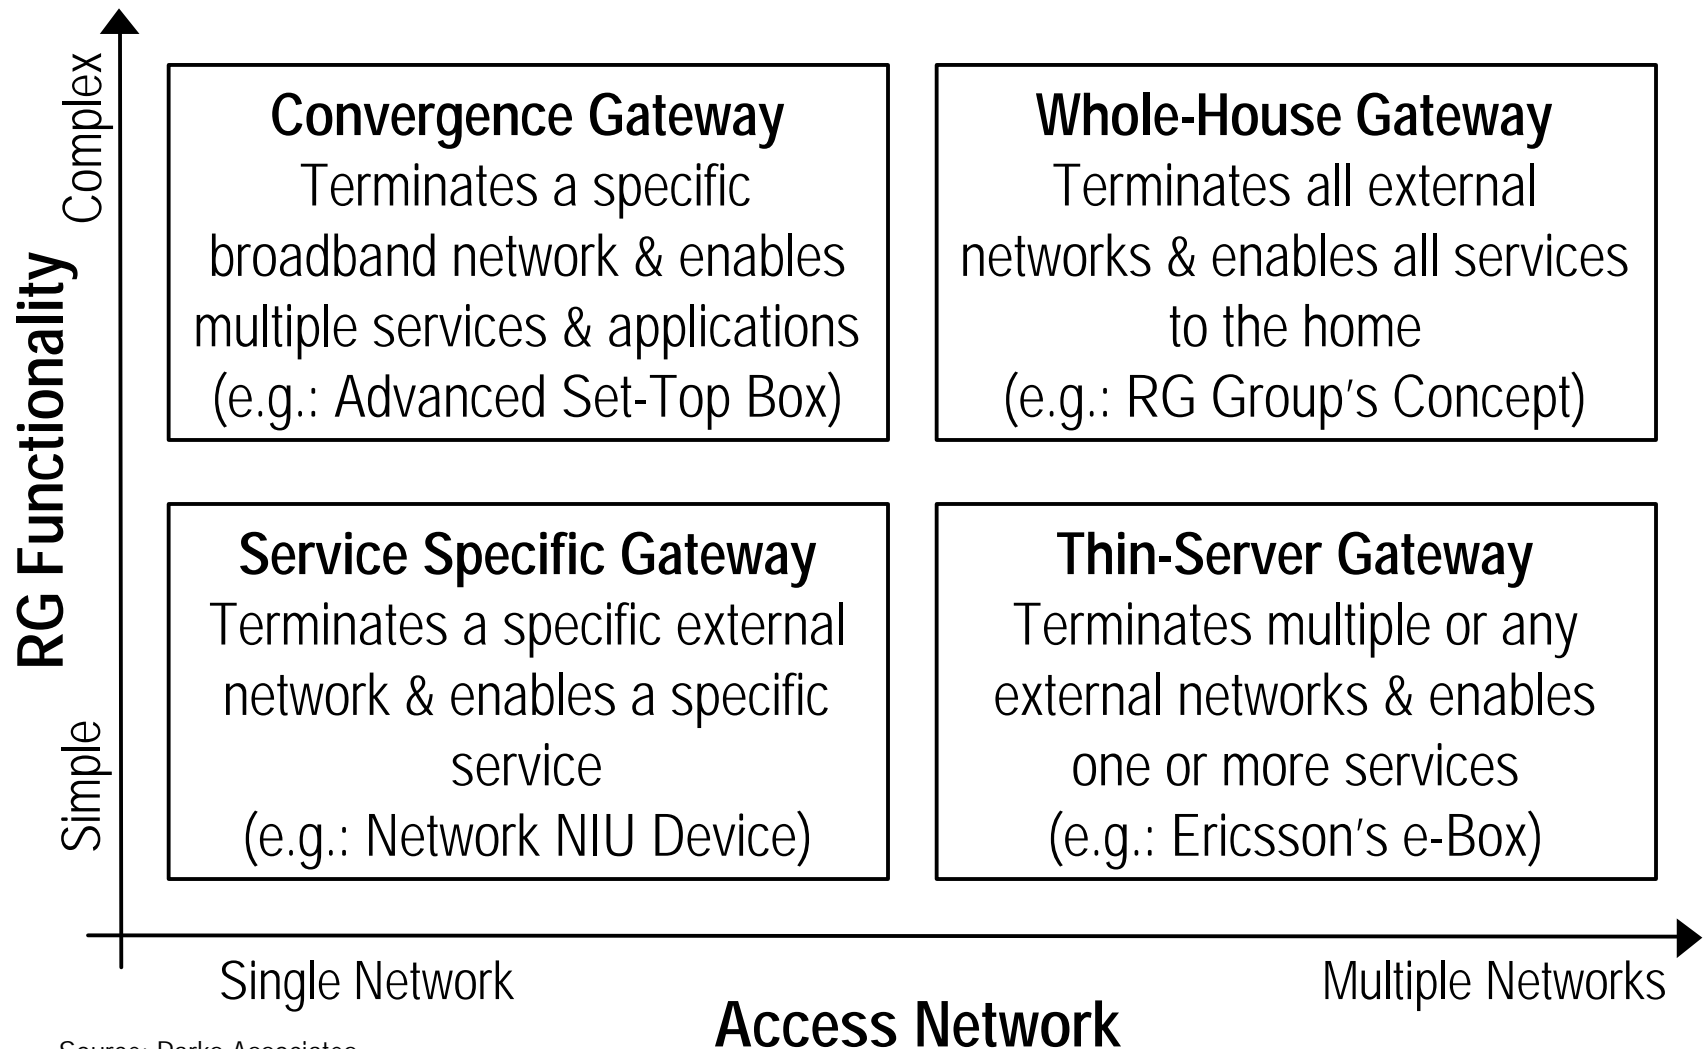 Complex
RG Functionality
Simple
Convergence Gateway
Terminates a specific
broadband network & enables
multiple services & applications
(e.g.: Advanced Set-Top Box)
Whole-House Gateway
Terminates all external
networks & enables all services
to the home
(e.g.: RG Group's Concept)
Service Specific Gateway
Terminates a specific external
network & enables a specific
service
(e.g.: Network NIU Device)
Thin-Server Gateway
Terminates multiple or any
external networks & enables
one or more services
(e.g.: Ericsson's e-Box)
Single Network
Multiple Networks
Access Network
Source: Parks Associates